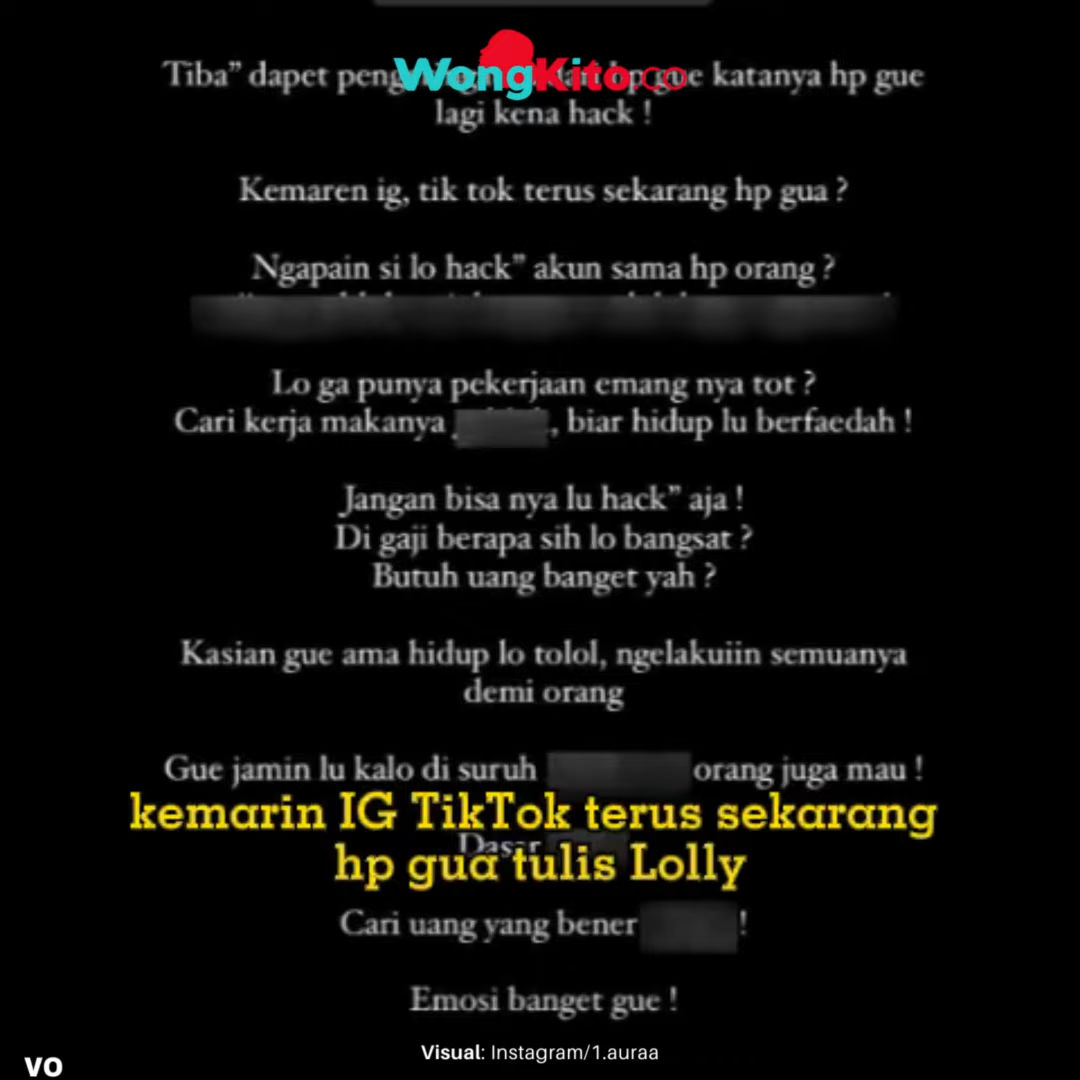 WongKito.co
Tiba” dapet hp gue katanya hp gue
lagi kena hack !
Kemaren ig, tik tok terus sekarang hp gua ?
Ngapain si lo hack” akun sama hp orang ?
Lo ga punya pekerjaan emang nya tot ?
Cari kerja makanya , biar hidup lu berfaedah !
Jangan bisa nya lu hack” aja !
Di gaji berapa sih lo bangsat ?
Butuh uang banget yah ?
Kasian gue ama hidup lo tolol, ngelakuiin semuanya
demi orang
Gue jamin lu kalo di suruh orang juga mau !
kemarin IG TikTok terus sekarang
Dasar
hp gua tulis Lolly
Cari uang yang bener !
Emosi banget gue !
Visual: Instagram/1.auraa
VO